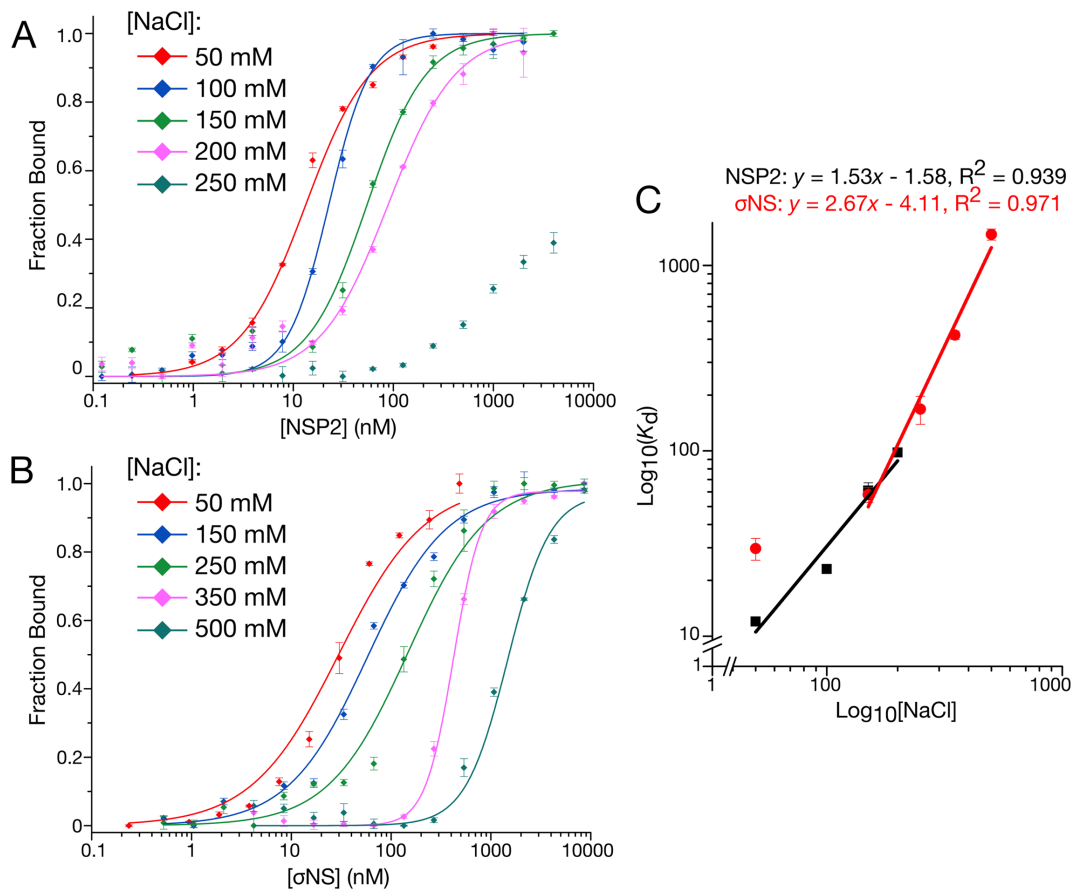 A
[NaCl]:
50 mM
100 mM
150 mM
200 mM
250 mM
Fraction Bound
1.0
0.8
0.6
0.4
0.2
0
0.1
1
10
100
1000
10000
[NSP2] (nM)
B
[NaCl]:
50 mM
150 mM
250 mM
350 mM
500 mM
Fraction Bound
1.0
0.8
0.6
0.4
0.2
0
0.1
1
10
100
1000
10000
[σNS] (nM)
C
NSP2: y = 1.53x - 1.58, R2 = 0.939
σNS: y = 2.67x - 4.11, R2 = 0.971
Log10(Kd)
1000
100
10
1
1
100
1000
Log10[NaCl]